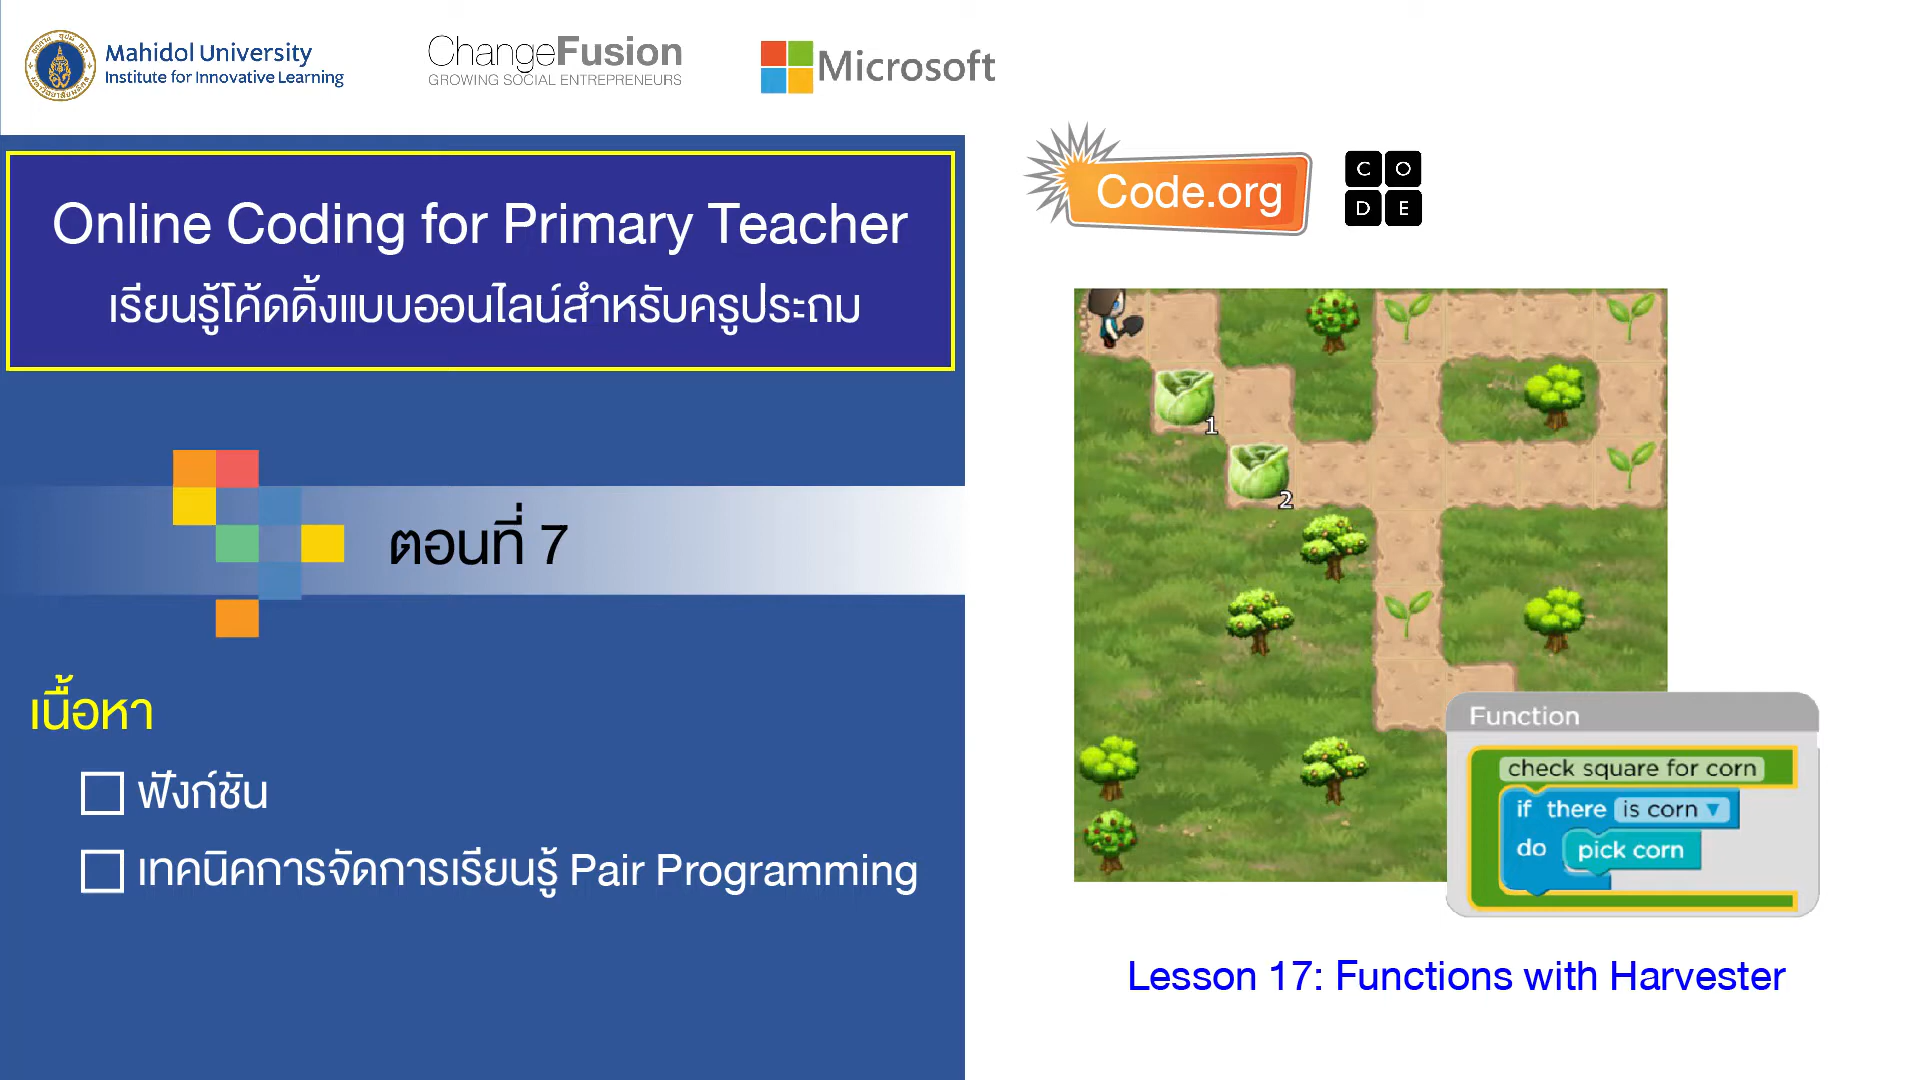 Mahidol University
Institute for Innovative Learning
ChangeFusion
GROWING SOCIAL ENTREPRENEURS
Microsoft
Online Coding for Primary Teacher
เรียนรู้โค้ดดิ้งแบบออนไลน์สำหรับครูประถม
ตอนที่ 7
เนื้อหา
ฟังก์ชัน
เทคนิคการจัดการเรียนรู้ Pair Programming
Code.org
C O
D E
1
2
Function
check square for corn
if there is corn ▼
do pick corn
Lesson 17: Functions with Harvester